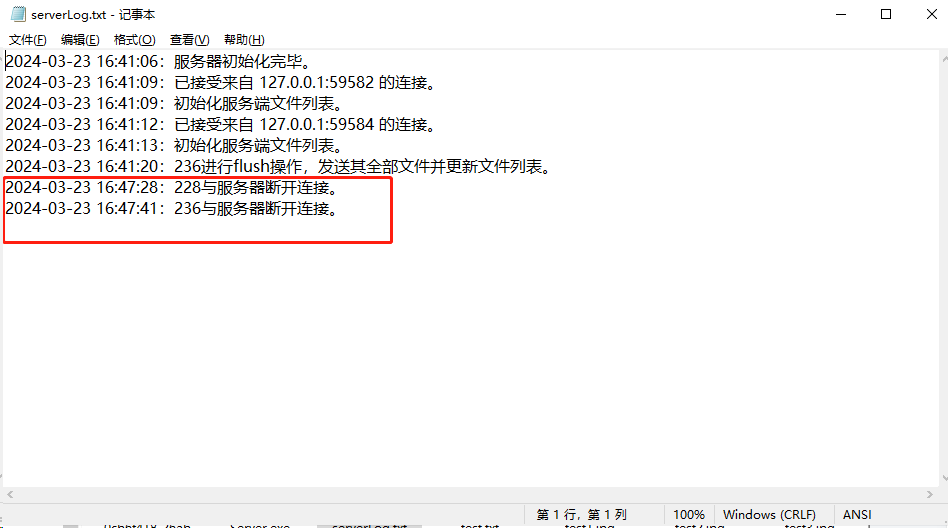 serverLog.txt - 记事本
文件(F) 编辑(E) 格式(O) 查看(V) 帮助(H)
2024-03-23 16:41:06：服务器初始化完毕。
2024-03-23 16:41:09：已接受来自 127.0.0.1:59582 的连接。
2024-03-23 16:41:09：初始化服务端文件列表。
2024-03-23 16:41:12：已接受来自 127.0.0.1:59584 的连接。
2024-03-23 16:41:13：初始化服务端文件列表。
2024-03-23 16:41:20：236进行flush操作，发送其全部文件并更新文件列表。
2024-03-23 16:47:28：228与服务器断开连接。
2024-03-23 16:47:41：236与服务器断开连接。
第 1 行，第 1 列 100% Windows (CRLF) ANSI
Server.exe serverLog.txt test.txt